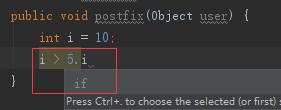 public void postfix(Object user) {
int i = 10;
i > 5.i
}
if
Press Ctrl+. to choose the selected (or first) s